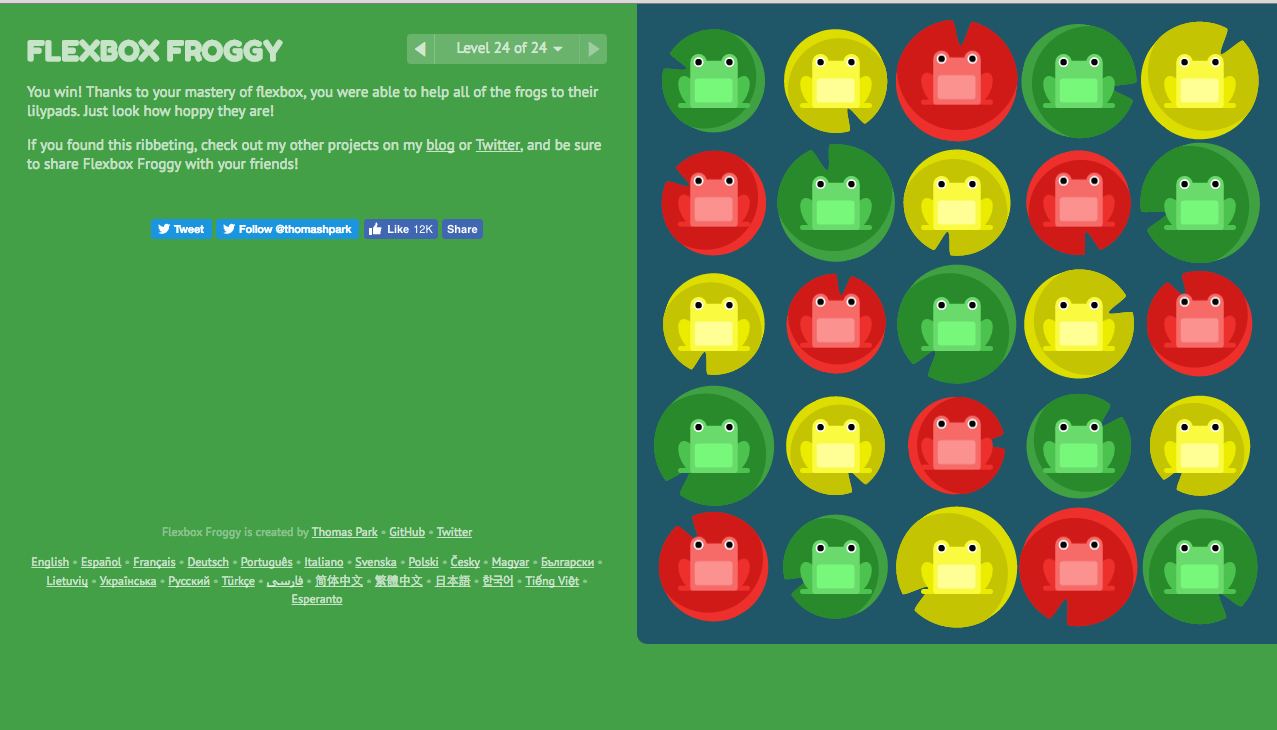 FLEXBOX FROGGY
Level 24 of 24
You win! Thanks to your mastery of flexbox, you were able to help all of the frogs to their
lilypads. Just look how hoppy they are!
If you found this ribbeting, check out my other projects on my blog or Twitter, and be sure
to share Flexbox Froggy with your friends!
Tweet Follow @thomashpark Like 12K Share
Flexbox Froggy is created by Thomas Park • GitHub • Twitter
English • Español • Français • Deutsch • Português • Italiano • Svenska • Polski • Česky • Magyar • Български •
Lietuvių • Українська • Русский • Türkçe • فارسی • 简体中文 • 繁體中文 • 日本語 • 한국어 • Tiếng Việt •
Esperanto